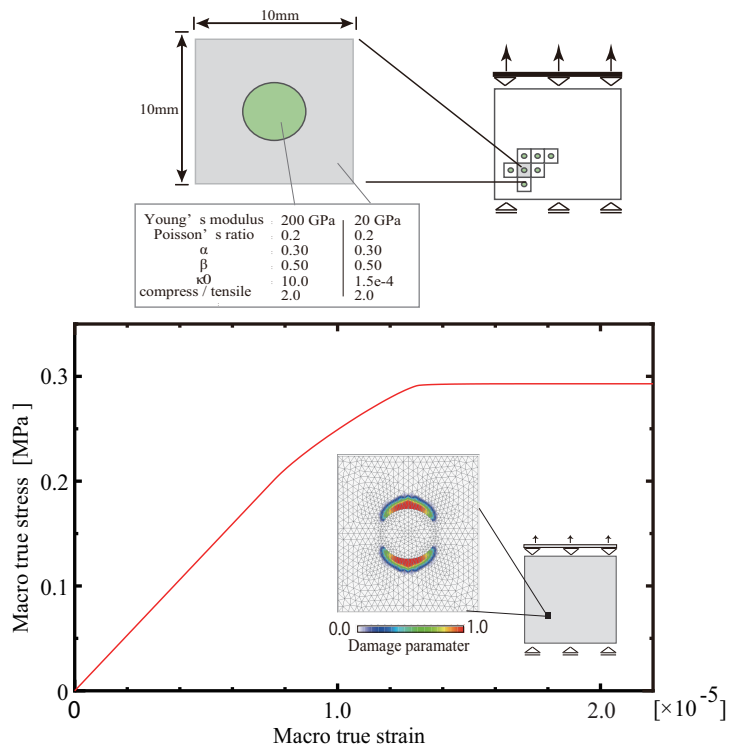 10mm
10mm
Young' s modulus 200 GPa 20 GPa
Poisson' s ratio 0.2 0.2
α 0.30 0.30
β 0.50 0.50
κ0 10.0 1.5e-4
compress / tensile 2.0 2.0
Macro true stress [MPa]
0.3
0.2
0.1
0
0.0 1.0
Damage paramater
0 1.0 2.0 [×10⁻⁵]
Macro true strain